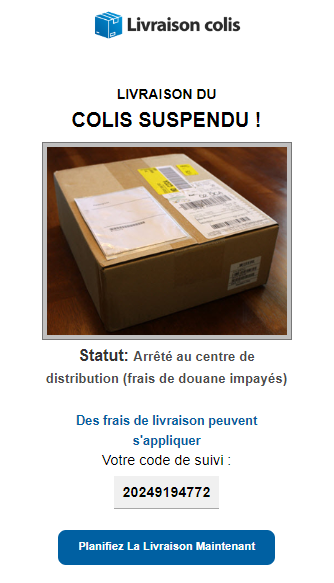 Livraison colis
LIVRAISON DU
COLIS SUSPENDU !
Statut: Arrêté au centre de
distribution (frais de douane impayés)
Des frais de livraison peuvent
s'appliquer
Votre code de suivi :
20249194772
Planifiez La Livraison Maintenant